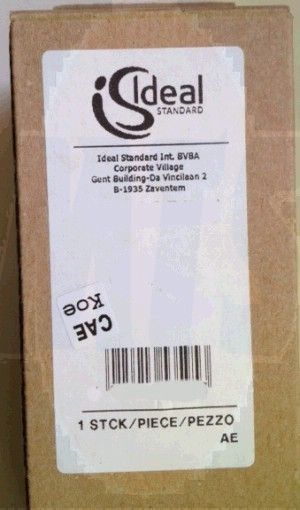 Ideal
STANDARD
Ideal Standard Int. BVBA
Corporate Village
Gent Building-Da Vincilaan 2
B-1935 Zaventem
CAE
Koe
1 STCK/PIECE/PEZZO
AE